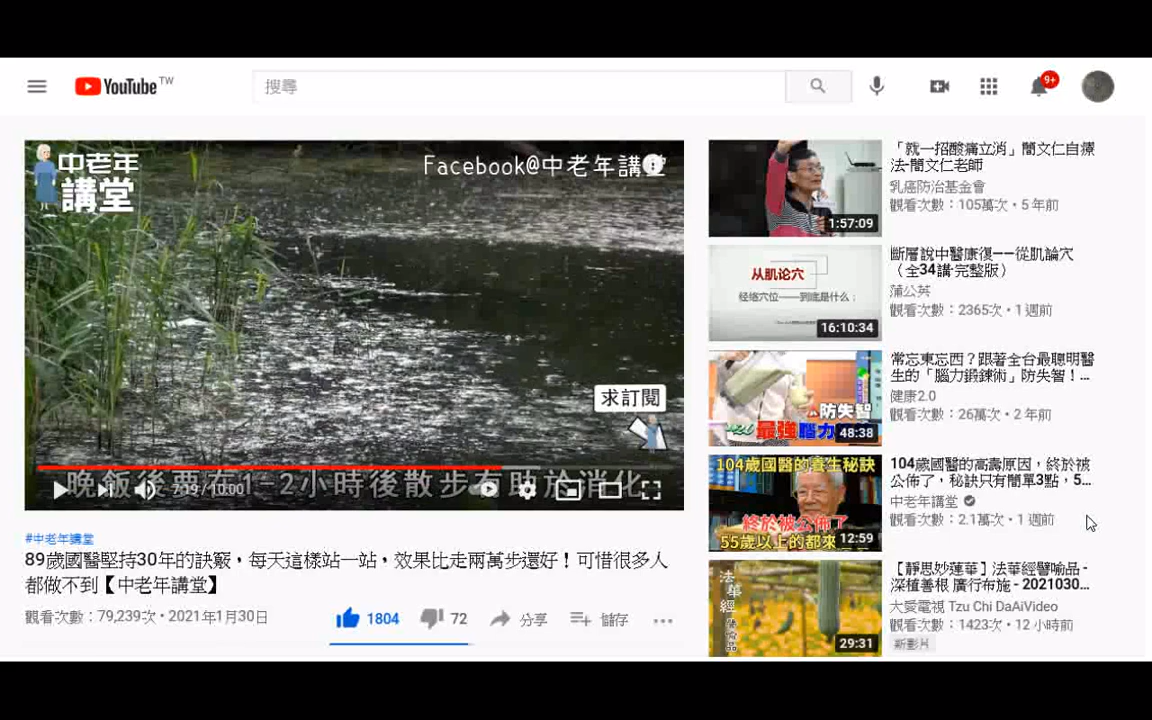 YouTube TW
搜尋
9+
中老年
講堂
Facebook@中老年講堂
求訂閱
晚飯後要在1-2小時後散步有助於消化
7:19 / 10:00
#中老年講堂
89歲國醫堅持30年的訣竅，每天這樣站一站，效果比走兩萬步還好！可惜很多人
都做不到【中老年講堂】
觀看次數：79,239次•2021年1月30日
1804
72
分享
儲存
1:57:09
「就一招酸痛立消」簡文仁自療
法-簡文仁老師
乳癌防治基金會
觀看次數：105萬次•5 年前
从肌论穴
经络穴位——到底是什么；
16:10:34
斷層說中醫康復——從肌論穴
（全34講·完整版）
蒲公英
觀看次數：2365次•1 週前
防失智
最強腦力
48:38
常忘東忘西？跟著全台最聰明醫
生的「腦力鍛鍊術」防失智！...
健康2.0
觀看次數：26萬次•2 年前
104歲國醫的養生秘訣
終於被公佈了
55歲以上的都來
12:59
104歲國醫的高壽原因，終於被
公佈了，秘訣只有簡單3點，5...
中老年講堂
觀看次數：2.1萬次•1 週前
法華經
譬喻品
29:31
【靜思妙蓮華】法華經譬喻品 -
深植善根 廣行布施 - 2021030...
大愛電視 Tzu Chi DaAiVideo
觀看次數：1423次•12 小時前
新影片